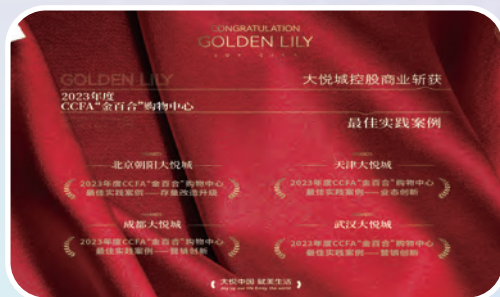 CONGRATULATION
GOLDEN LILY
GOLDEN LILY
大悦城控股商业斩获
2023年度
CCFA“金百合”购物中心
最佳实践案例
北京朝阳大悦城
2023年度CCFA“金百合”购物中心
最佳实践案例——存量改造升级
天津大悦城
2023年度CCFA“金百合”购物中心
最佳实践案例——业态创新
成都大悦城
2023年度CCFA“金百合”购物中心
最佳实践案例——营销创新
武汉大悦城
2023年度CCFA“金百合”购物中心
最佳实践案例——营销创新
大悦中国 赋美生活